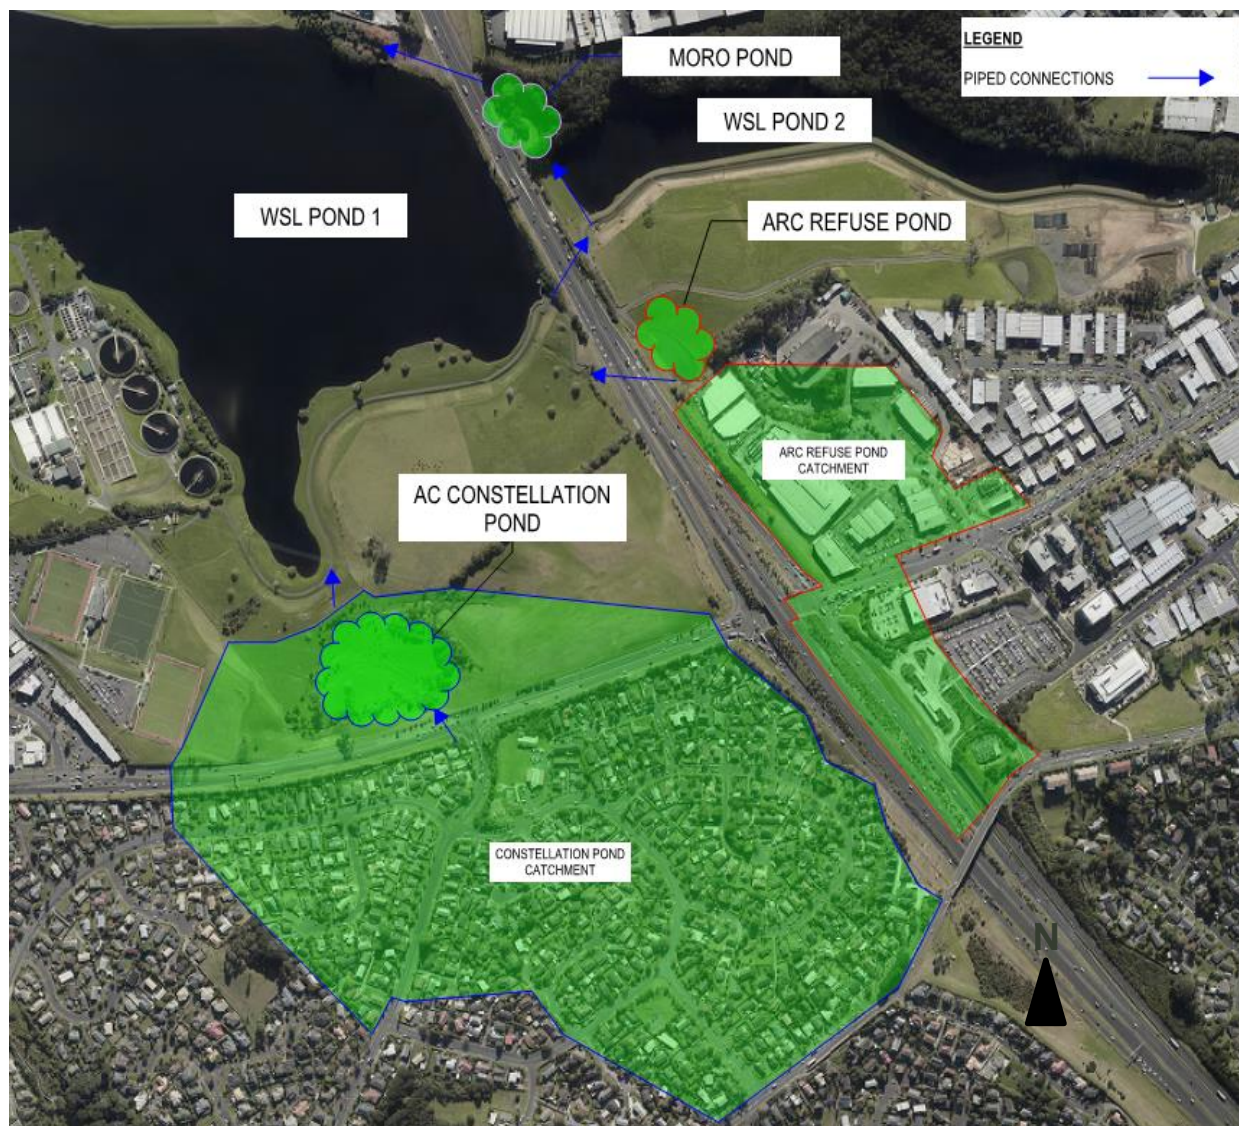 MORO POND
LEGEND
PIPED CONNECTIONS
WSL POND 2
WSL POND 1
ARC REFUSE POND
ARC REFUSE POND
CATCHMENT
AC CONSTELLATION
POND
CONSTELLATION POND
CATCHMENT
N